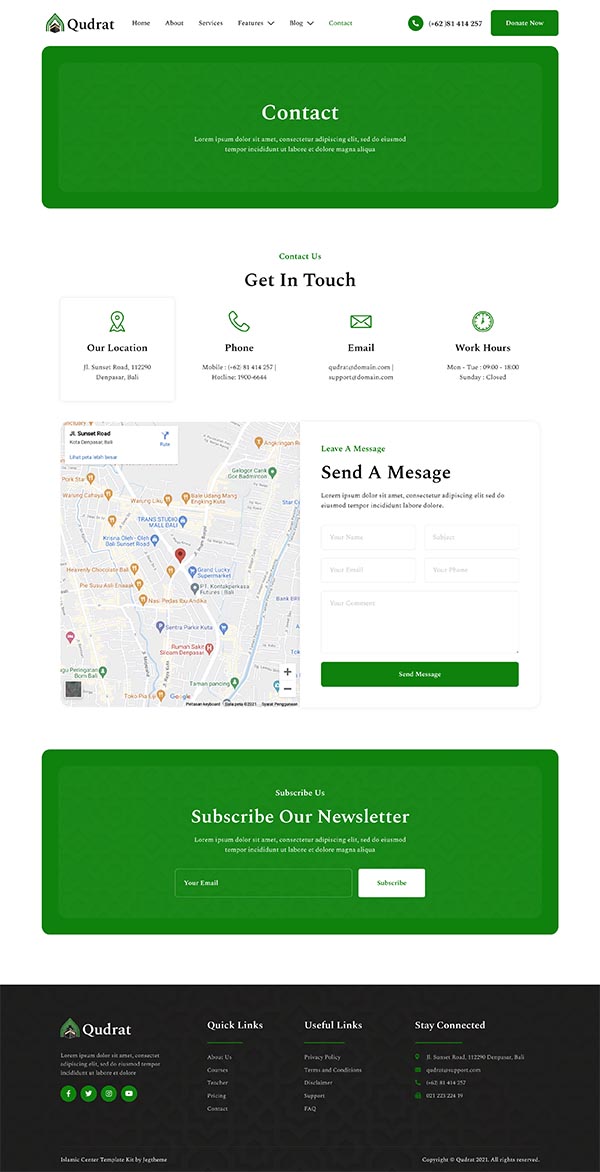 Qudrat
Home
About
Services
Features
Blog
Contact
(+62 )81 414 257
Donate Now
Contact
Lorem ipsum dolor sit amet, consectetur adipiscing elit, sed do eiusmod
tempor incididunt ut labore et dolore magna aliqua
Contact Us
Get In Touch
Our Location
Jl. Sunset Road, 112290
Denpasar, Bali
Phone
Mobile : (+62) 81 414 257 |
Hotline: 1900-6644
Email
qudrat@domain.com |
support@domain.com
Work Hours
Mon - Tue : 09:00 - 18:00
Sunday : Closed
Jl. Sunset Road
Kota Denpasar, Bali
Rute
Lihat peta lebih besar
Angkringan R
Galogor Carik
Gor Badminton
Pork Star
Warung Cahaya
Warung Liku
Bale Udang Mang
Engking Kuta
Star C
TRANS STUDIO
MALL BALI
Krisna Oleh - Oleh
Bali Sunset Road
Heavenly Chocolate Bali
Grand Lucky
Supermarket
Pie Susu Asli Enaaak
PT. Kontakperkasa
Futures | Bali
Nasi Pedas Ibu Andika
Bank BRI
Sentra Parkir Kuta
Rumah Sakit
Siloam Denpasar
gu Peringatan
Bom Bali
Taman pancing
Toko Pia Lip
Google
Pintasan keyboard
Data peta ©2021
Syarat Penggunaan
Leave A Message
Send A Mesage
Lorem ipsum dolor sit amet, consectetur adipiscing elit sed do
eiusmod tempor incididunt ut labore dolore.
Your Name
Subject
Your Email
Your Phone
Your Comment
Send Message
Subscribe Us
Subscribe Our Newsletter
Lorem ipsum dolor sit amet, consectetur adipiscing elit, sed do eiusmod
tempor incididunt ut labore et dolore magna aliqua
Your Email
Subscribe
Qudrat
Lorem ipsum dolor sit amet, consectetur
adipiscing elit, sed do eiusmod tempor
incididunt ut labore et dolore
Quick Links
About Us
Courses
Teacher
Pricing
Contact
Useful Links
Privacy Policy
Terms and Conditions
Disclaimer
Support
FAQ
Stay Connected
Jl. Sunset Road, 112290 Denpasar, Bali
qudrat@support.com
(+62) 81 414 257
021 223 224 19
Islamic Center Template Kit by Jegtheme
Copyright © Qudrat 2021. All rights reserved.